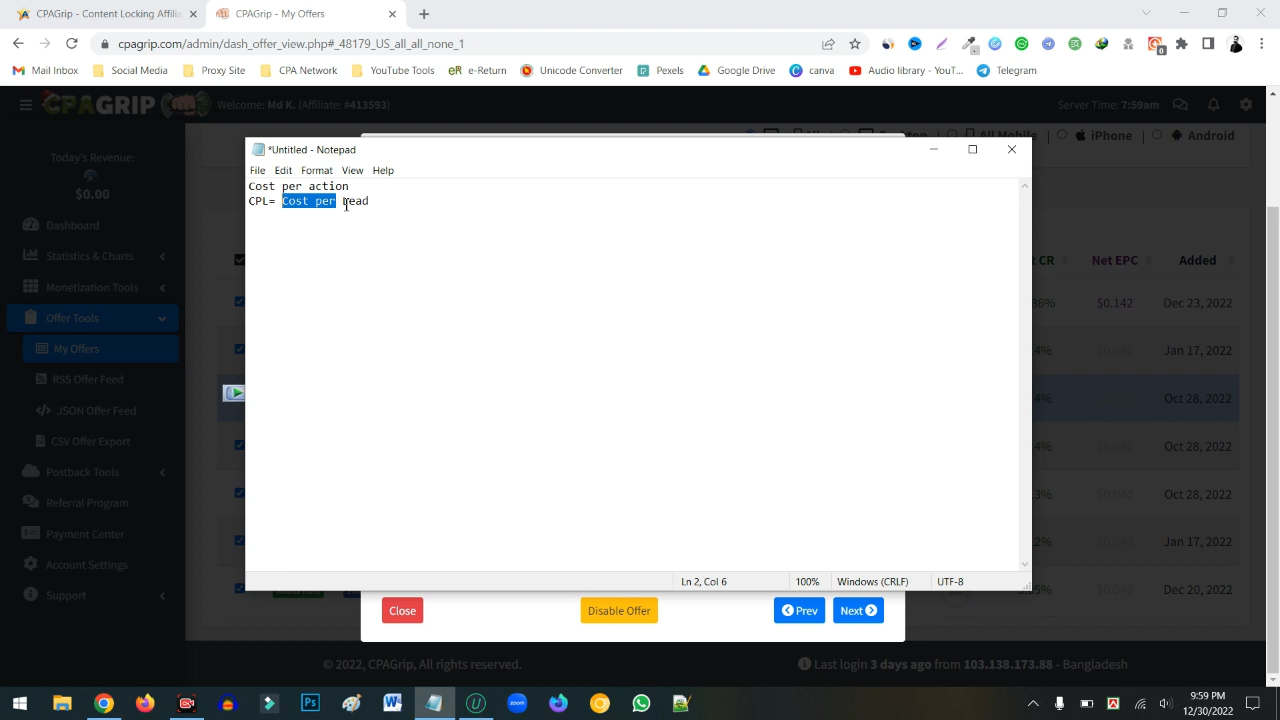 CPAGrip - Content Locking Affilia
CPAGrip - My Offers
cpagrip.com/admin/dash_offer_view.php#_48179_US_all_all_none_1
Mail Inbox
Social Media
Proxy Site
CPA Network
YouTube Tools
eR e-Return
Unicode Converter
Pexels
Google Drive
canva
Audio library - YouT...
Telegram
CPAGRIP
Welcome: Md K. (Affiliate: #413593)
Server Time: 7:59am
All Mobile
iPhone
Android
Today's Revenue:
$0.00
Dashboard
Statistics & Charts
Monetization Tools
Offer Tools
My Offers
RSS Offer Feed
JSON Offer Feed
CSV Offer Export
Postback Tools
Referral Program
Payment Center
Account Settings
Support
*Untitled - Notepad
File Edit Format View Help
Cost per action
CPL= Cost per lead
Ln 2, Col 6
100%
Windows (CRLF)
UTF-8
CR
Net EPC
Added
$0.142
Dec 23, 2022
Jan 17, 2022
Oct 28, 2022
Oct 28, 2022
$0.040
Oct 28, 2022
$0.040
Jan 17, 2022
Dec 20, 2022
Close
Disable Offer
Prev
Next
© 2022, CPAGrip, All rights reserved.
Last login 3 days ago from 103.138.173.88 - Bangladesh
9:59 PM
12/30/2022